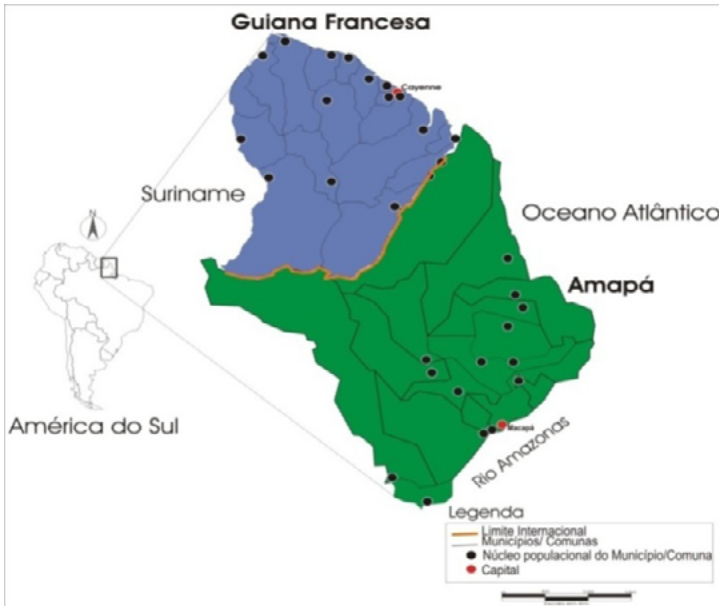 Guiana Francesa
Cayenne
Suriname
N
Oceano Atlântico
Amapá
América do Sul
Macapá
Rio Amazonas
Legenda
Limite Internacional
Municípios/ Comunas
Núcleo populacional do Município/Comuna
Capital